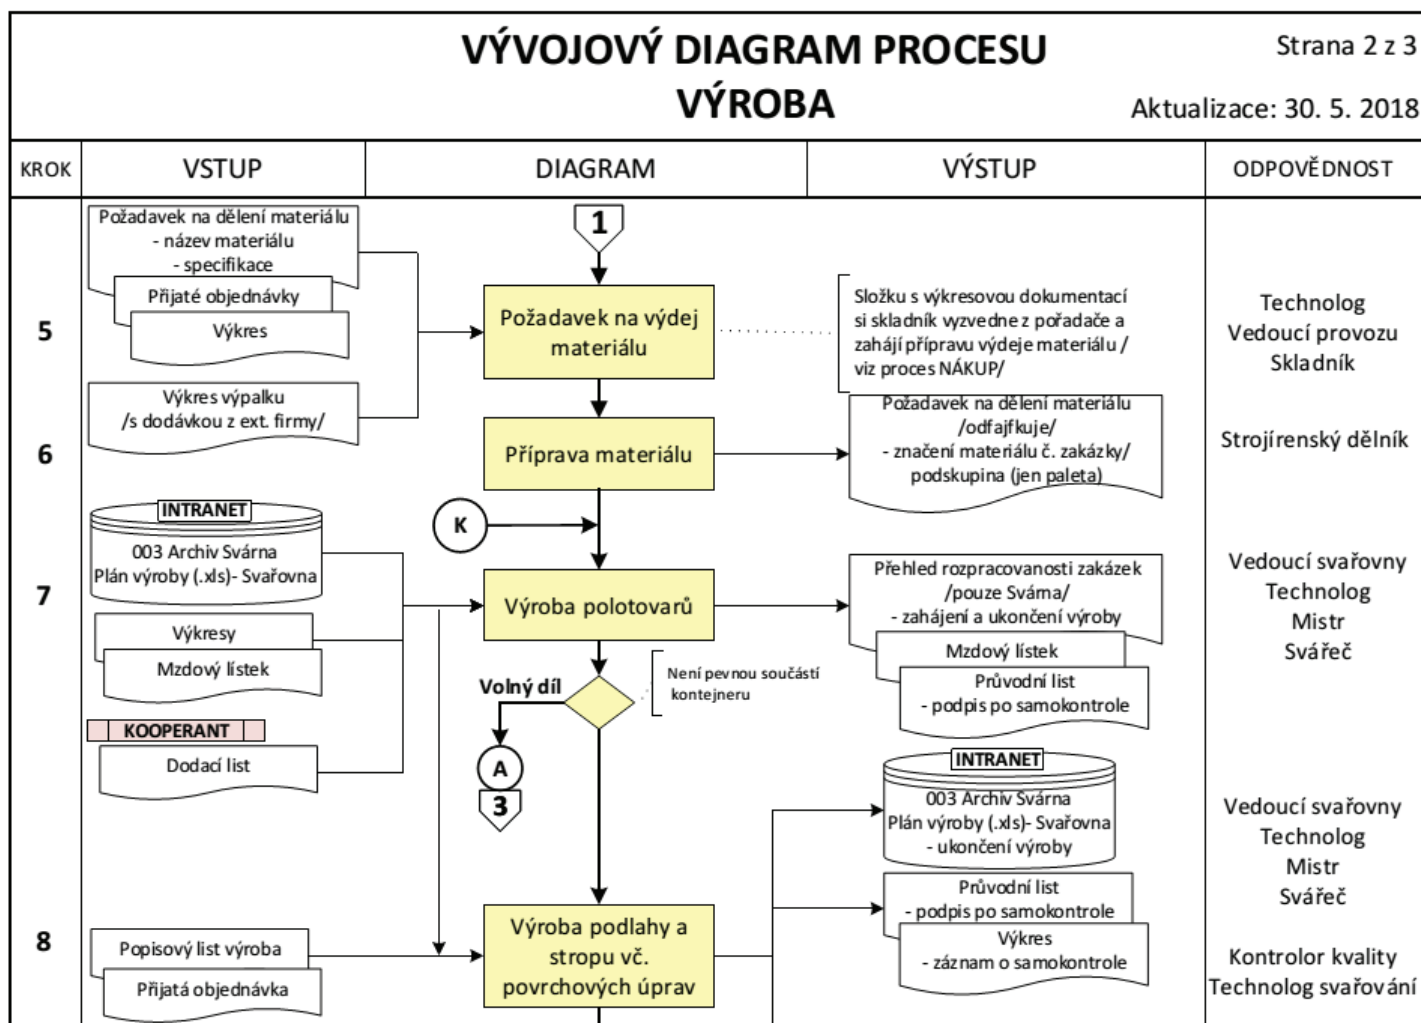 VÝVOJOVÝ DIAGRAM PROCESU
VÝROBA
Strana 2 z 3
Aktualizace: 30. 5. 2018
KROK
VSTUP
DIAGRAM
VÝSTUP
ODPOVĚDNOST
5
Požadavek na dělení materiálu
- název materiálu
- specifikace
Přijaté objednávky
Výkres
Výkres výpalku
/s dodávkou z ext. firmy/
1
Požadavek na výdej
materiálu
Složku s výkresovou dokumentací
si skladník vyzvedne z pořadače a
zahájí přípravu výdeje materiálu /
viz proces NÁKUP/
Technolog
Vedoucí provozu
Skladník
6
Příprava materiálu
Požadavek na dělení materiálu
/odfajfkuje/
- značení materiálu č. zakázky/
podskupina (jen paleta)
Strojírenský dělník
K
7
INTRANET
003 Archiv Svárna
Plán výroby (.xls)- Svařovna
Výkresy
Mzdový lístek
KOOPERANT
Dodací list
Výroba polotovarů
Volný díl
Není pevnou součástí
kontejneru
A
3
Přehled rozpracovanosti zakázek
/pouze Svárna/
- zahájení a ukončení výroby
Mzdový lístek
Průvodní list
- podpis po samokontrole
Vedoucí svařovny
Technolog
Mistr
Svářeč
8
Popisový list výroba
Přijatá objednávka
Výroba podlahy a
stropu vč.
povrchových úprav
INTRANET
003 Archiv Svárna
Plán výroby (.xls)- Svařovna
- ukončení výroby
Průvodní list
- podpis po samokontrole
Výkres
- záznam o samokontrole
Vedoucí svařovny
Technolog
Mistr
Svářeč
Kontrolor kvality
Technolog svařování